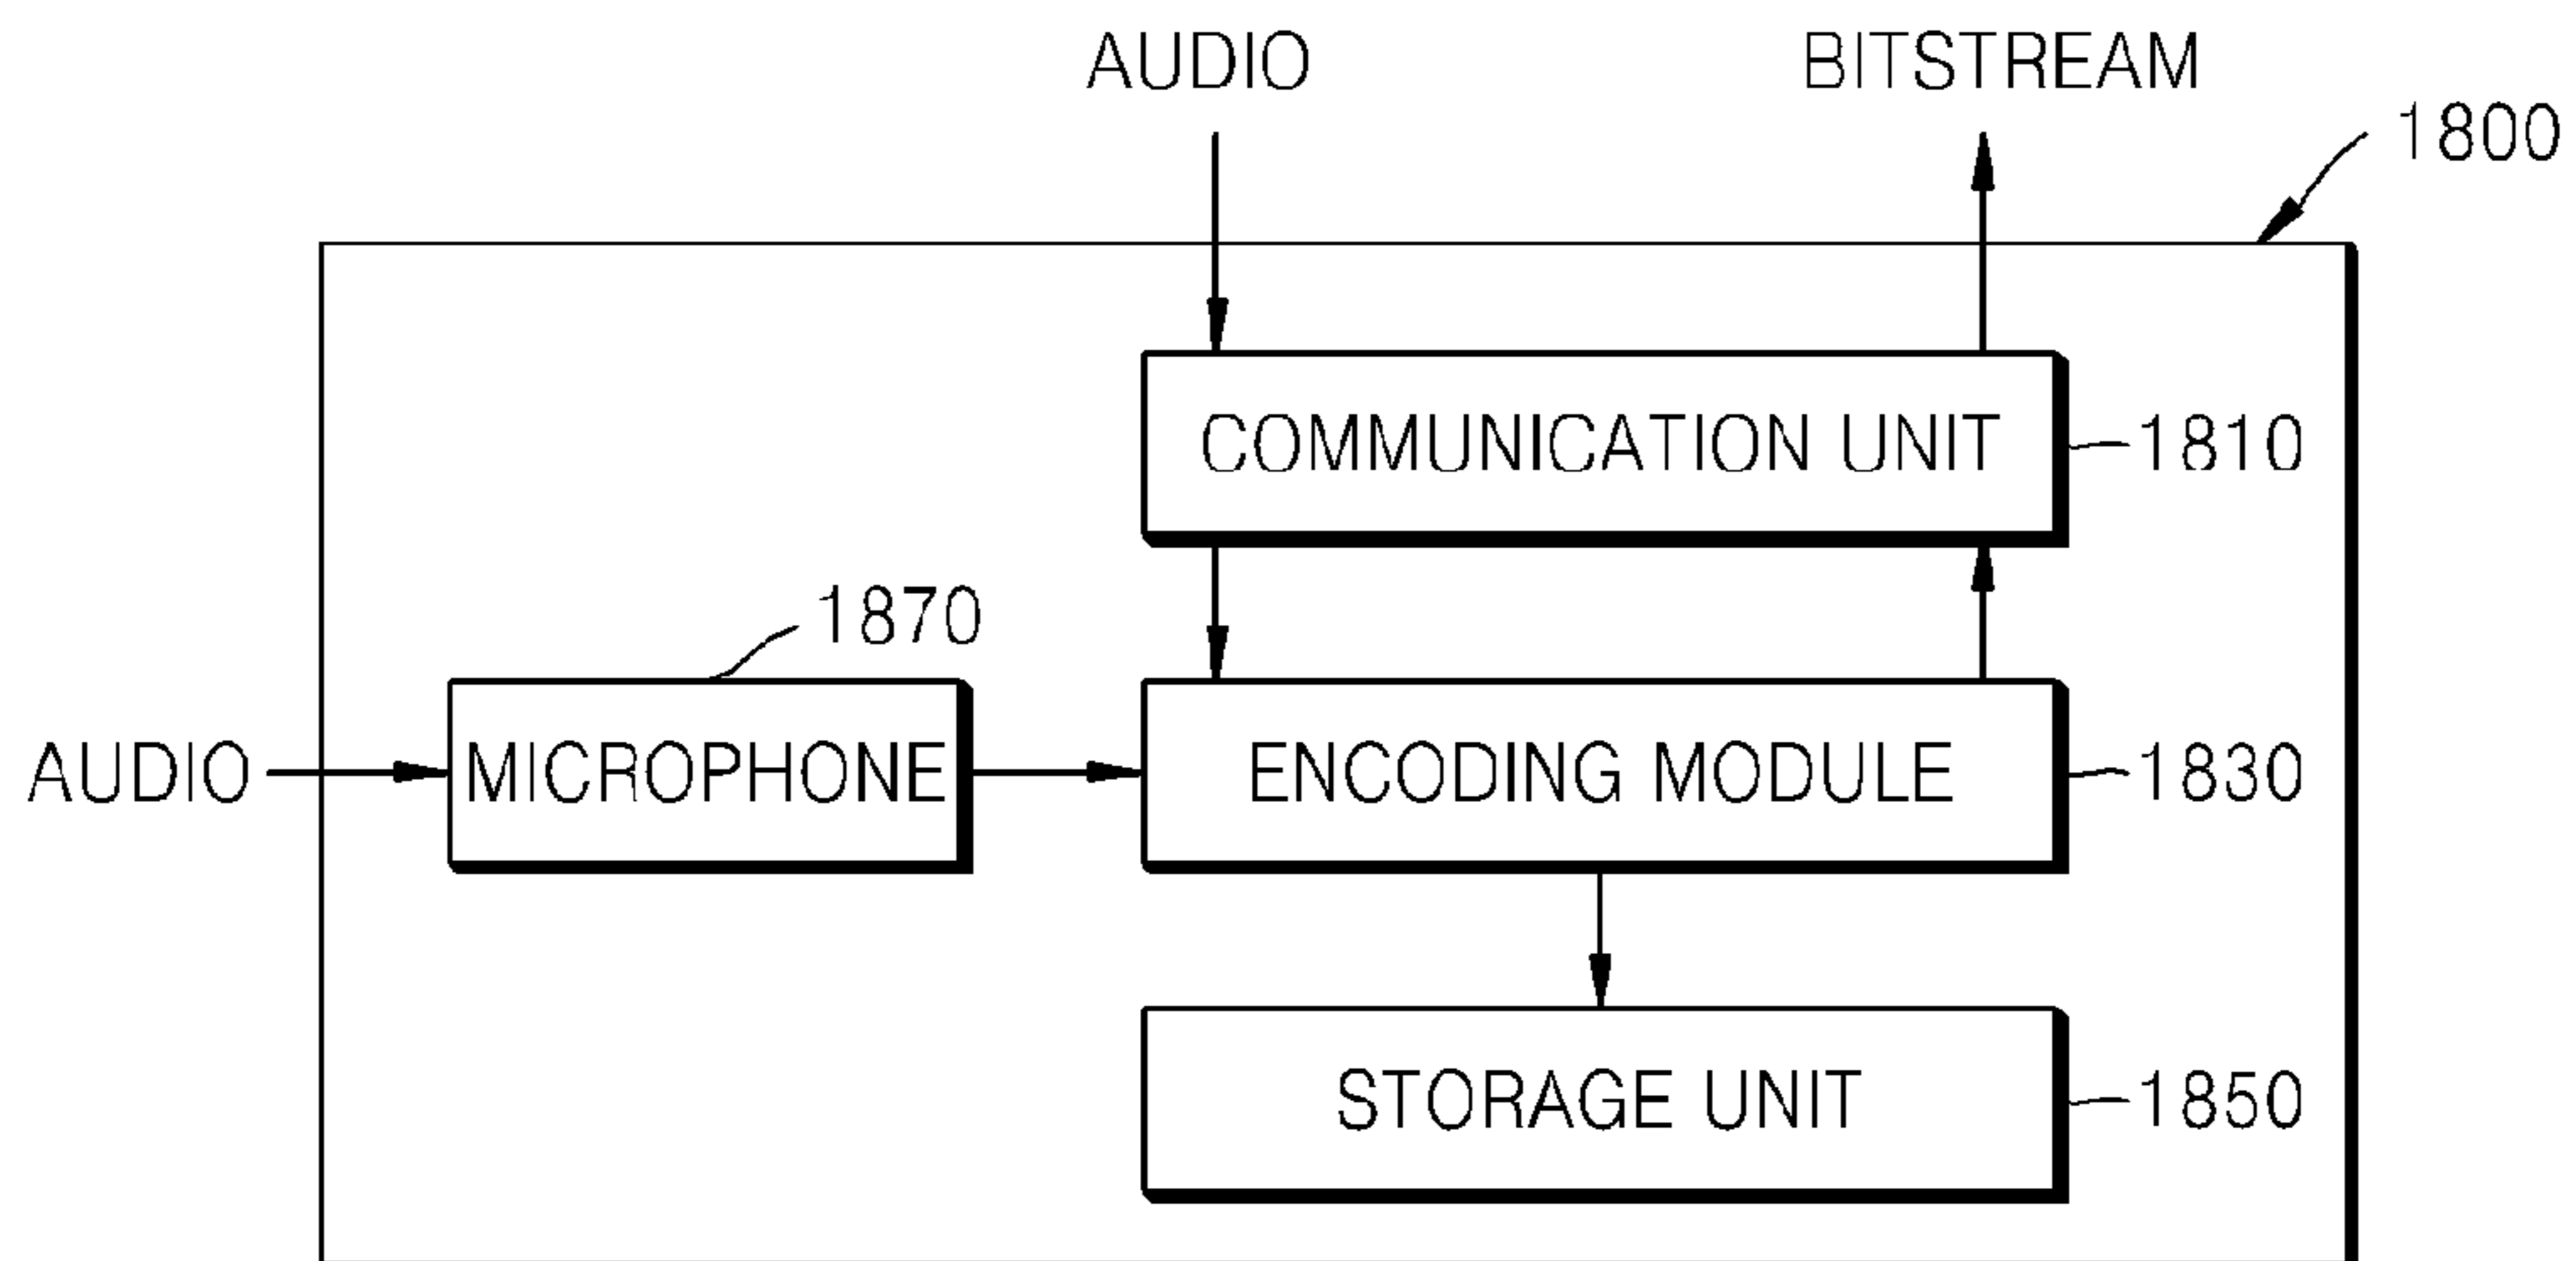 AUDIO BITSTREAM
1800
COMMUNICATION UNIT 1810
1870
AUDIO MICROPHONE ENCODING MODULE 1830
STORAGE UNIT 1850